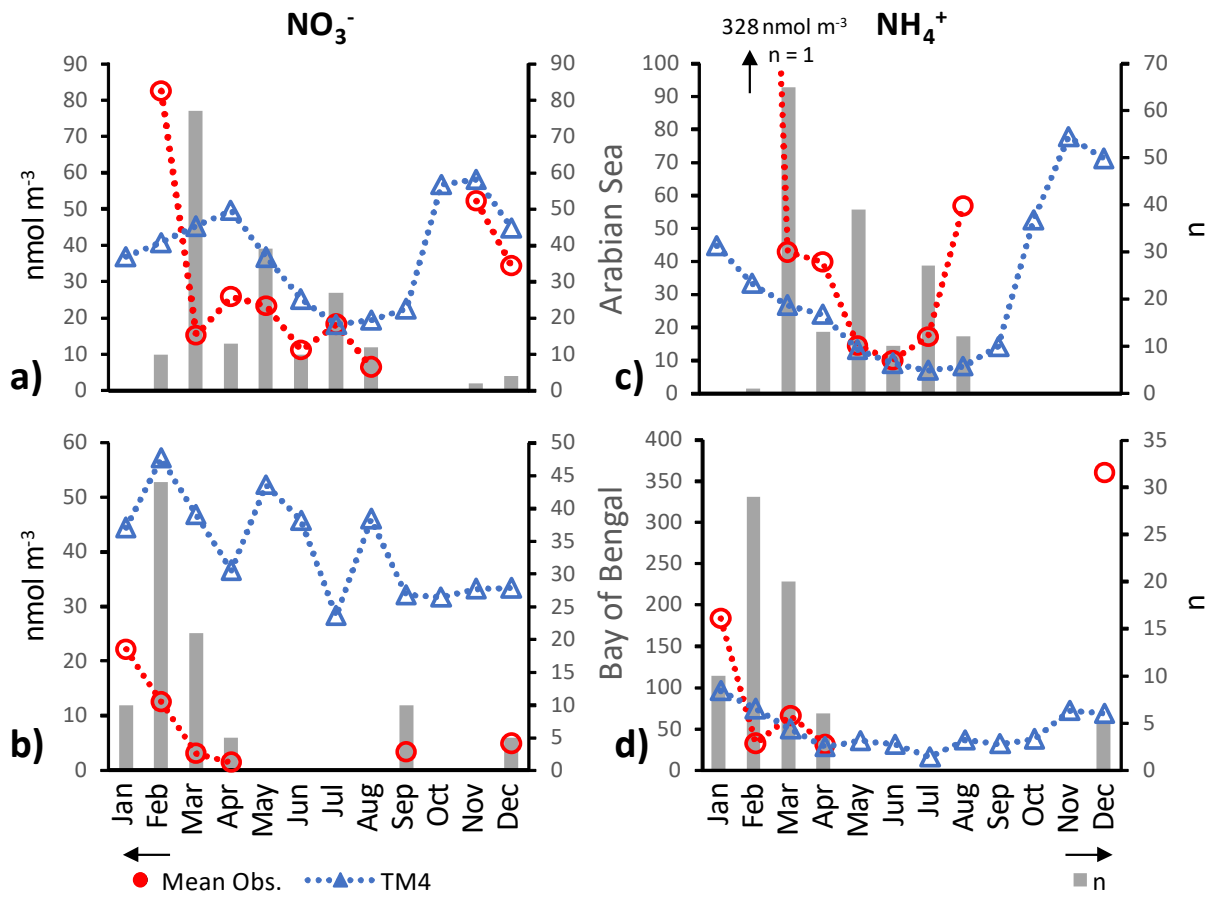 NO₃⁻
328 nmol m⁻³
n = 1
NH₄⁺
nmol m⁻³
90
80
70
60
50
40
30
20
10
0
90
80
70
60
50
40
30
20
10
0
a)
Arabian Sea
100
90
80
70
60
50
40
30
20
10
0
70
60
50
40
30
20
10
0
n
c)
nmol m⁻³
60
50
40
30
20
10
0
50
45
40
35
30
25
20
15
10
5
0
b)
Bay of Bengal
400
350
300
250
200
150
100
50
0
35
30
25
20
15
10
5
0
n
d)
Jan
Feb
Mar
Apr
May
Jun
Jul
Aug
Sep
Oct
Nov
Dec
Jan
Feb
Mar
Apr
May
Jun
Jul
Aug
Sep
Oct
Nov
Dec
Mean Obs.
TM4
n